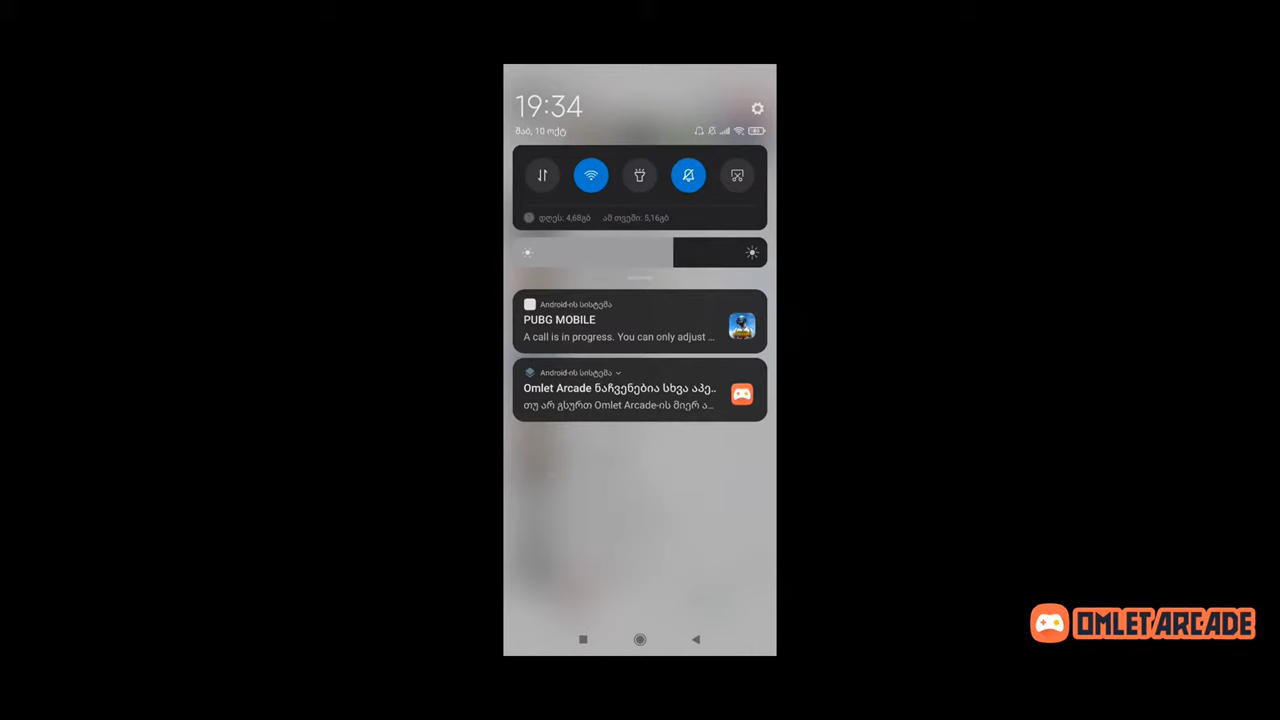 19:34
შაბ, 10 ოქტ
დღეს: 4,68გბ ამ თვეში: 5,16გბ
Android-ის სისტემა
PUBG MOBILE
A call is in progress. You can only adjust ...
Android-ის სისტემა
Omlet Arcade ნაჩვენებია სხვა აპე..
თუ არ გსურთ Omlet Arcade-ის მიერ ა...
OMLET ARCADE